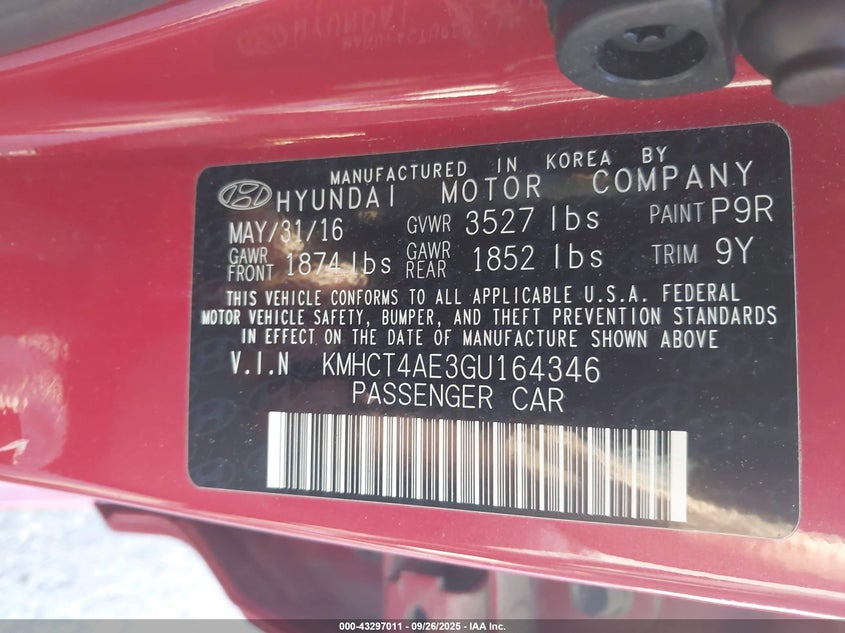 MANUFACTURED IN KOREA BY
HYUNDAI MOTOR COMPANY
MAY/31/16 GVWR 3527 lbs PAINT P9R
GAWR FRONT 1874 lbs GAWR REAR 1852 lbs TRIM 9Y
THIS VEHICLE CONFORMS TO ALL APPLICABLE U.S.A. FEDERAL
MOTOR VEHICLE SAFETY, BUMPER, AND THEFT PREVENTION STANDARDS
IN EFFECT ON THE DATE OF MANUFACTURE SHOWN ABOVE
V.I.N KMHCT4AE3GU164346
PASSENGER CAR
000-43297011 - 09/26/2025 - IAA Inc.